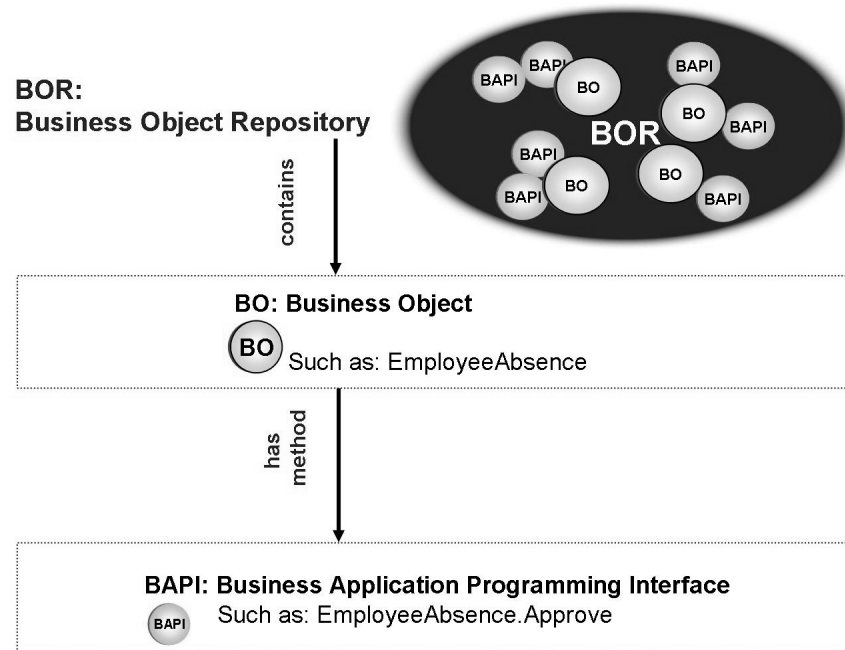 BOR:
Business Object Repository
BAPI
BAPI
BO
BAPI
BO
BAPI
BOR
BAPI
BAPI
BO
BO
BAPI
contains
BO: Business Object
BO
Such as: EmployeeAbsence
has
method
BAPI: Business Application Programming Interface
BAPI
Such as: EmployeeAbsence.Approve